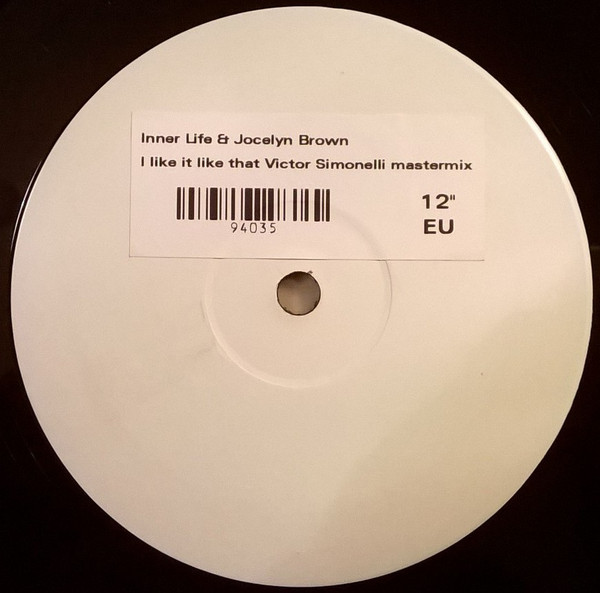 Inner Life & Jocelyn Brown
I like it like that Victor Simonelli mastermix
94035
12"
EU